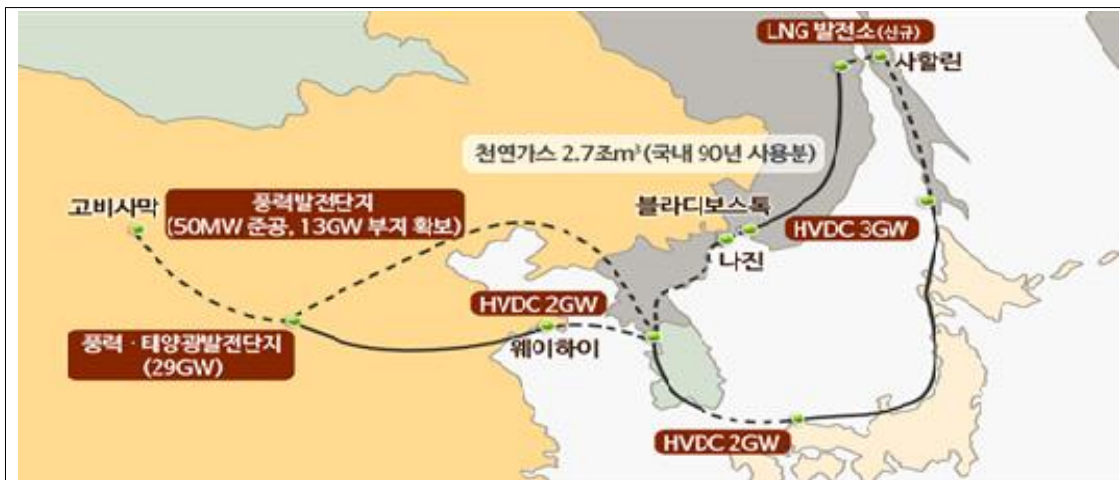 LNG 발전소(신규)
사할린
천연가스 2.7조m³(국내 90년 사용분)
고비사막
풍력발전단지
(50MW 준공, 13GW 부지 확보)
블라디보스톡
HVDC 3GW
나진
HVDC 2GW
웨이하이
풍력·태양광발전단지
(29GW)
HVDC 2GW